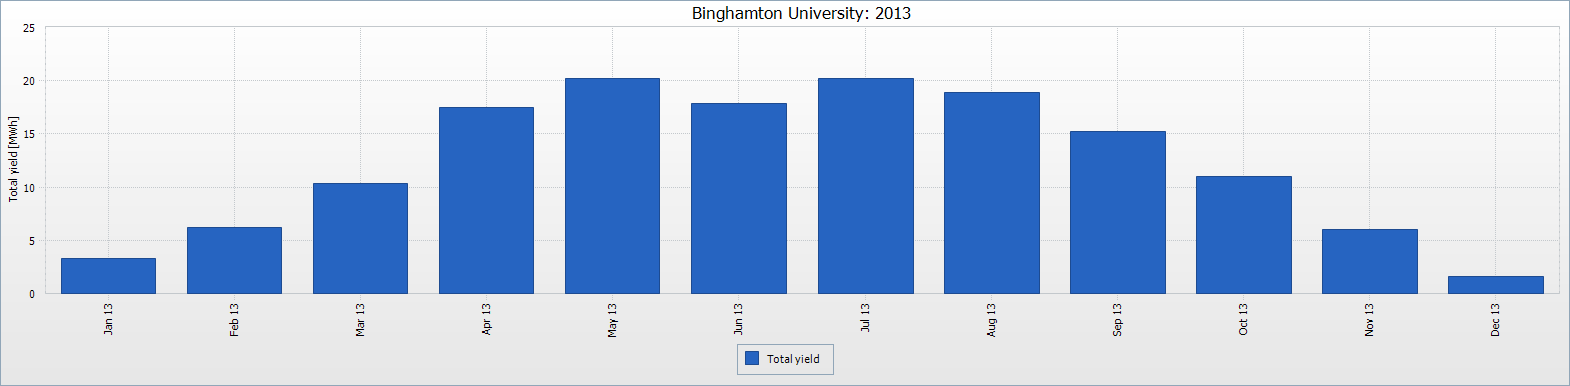 Binghamton University: 2013
Total yield [MWh]
25
20
15
10
5
0
Jan 13
Feb 13
Mar 13
Apr 13
May 13
Jun 13
Jul 13
Aug 13
Sep 13
Oct 13
Nov 13
Dec 13
Total yield